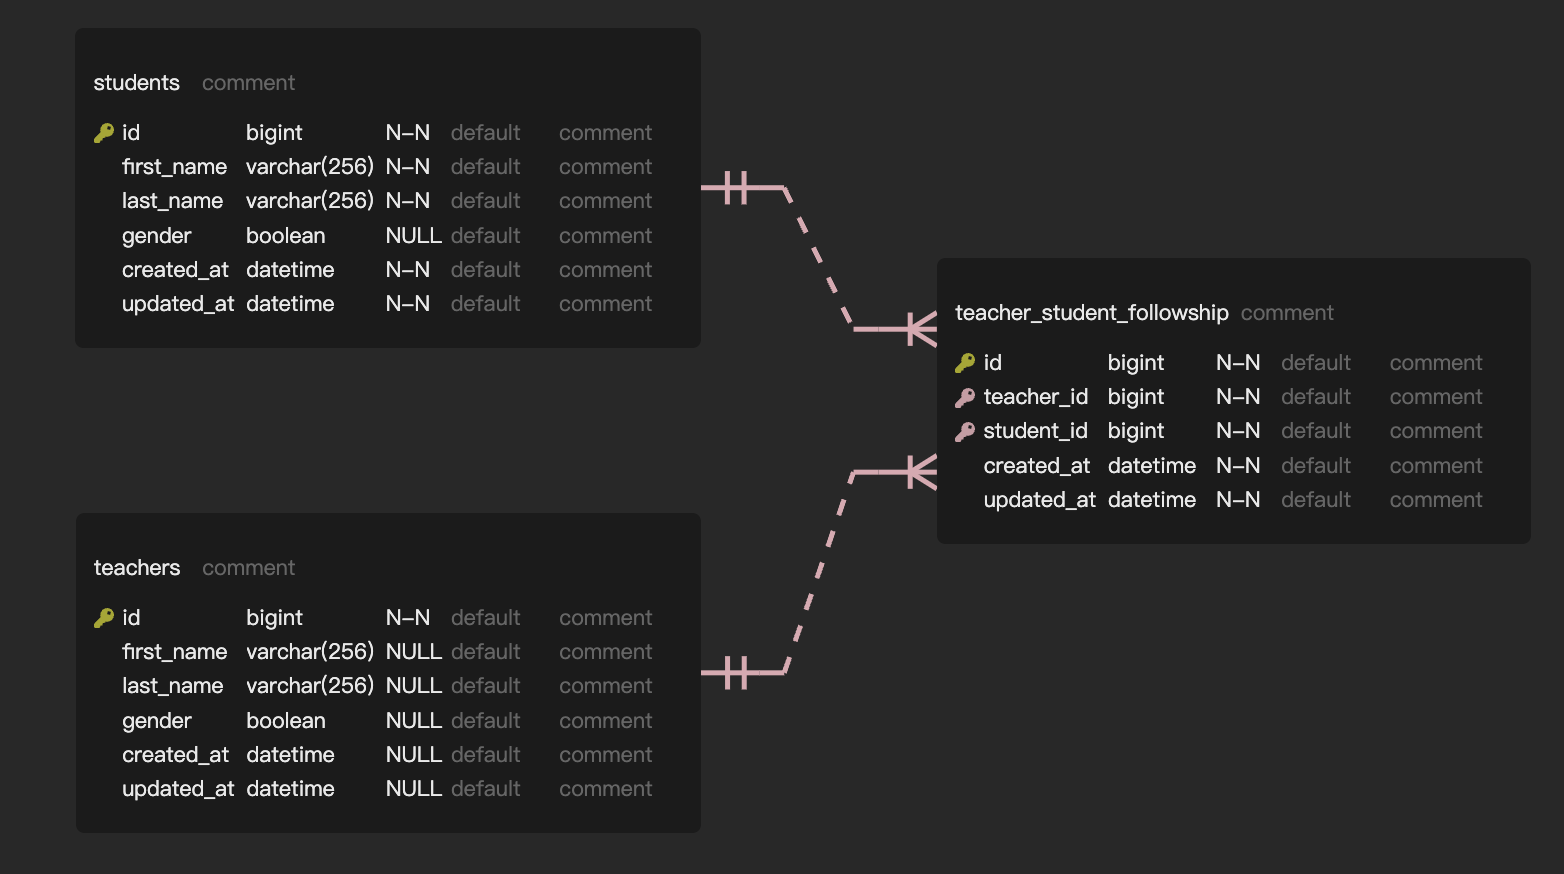 students comment
id bigint N-N default comment
first_name varchar(256) N-N default comment
last_name varchar(256) N-N default comment
gender boolean NULL default comment
created_at datetime N-N default comment
updated_at datetime N-N default comment
teacher_student_followship comment
id bigint N-N default comment
teacher_id bigint N-N default comment
student_id bigint N-N default comment
created_at datetime N-N default comment
updated_at datetime N-N default comment
teachers comment
id bigint N-N default comment
first_name varchar(256) NULL default comment
last_name varchar(256) NULL default comment
gender boolean NULL default comment
created_at datetime NULL default comment
updated_at datetime NULL default comment